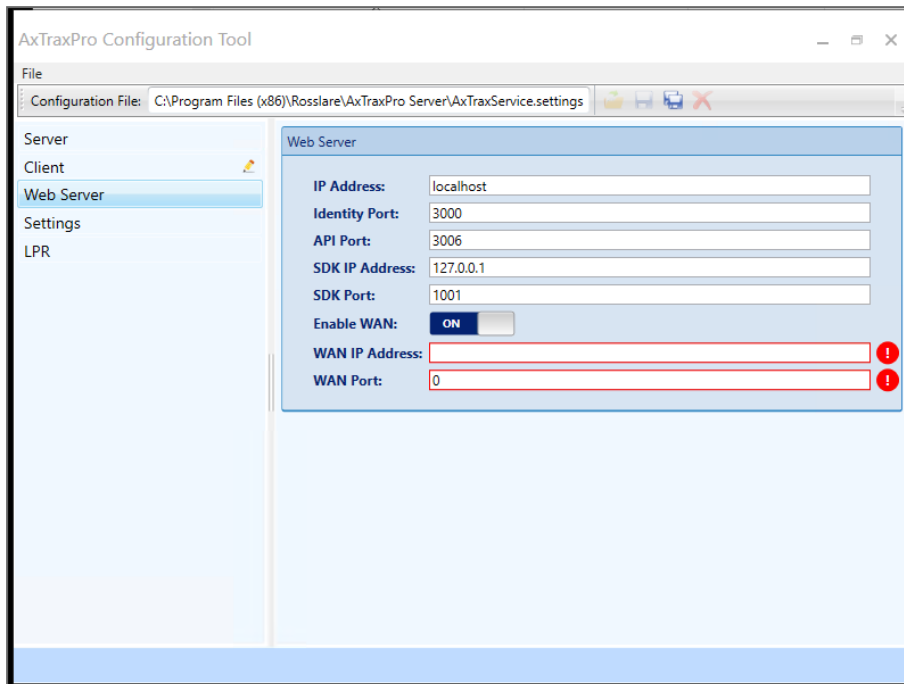 AxTraxPro Configuration Tool
File
Configuration File: C:\Program Files (x86)\Rosslare\AxTraxPro Server\AxTraxService.settings
Server
Client
Web Server
Settings
LPR
Web Server
IP Address: localhost
Identity Port: 3000
API Port: 3006
SDK IP Address: 127.0.0.1
SDK Port: 1001
Enable WAN: ON
WAN IP Address: !
WAN Port: 0 !